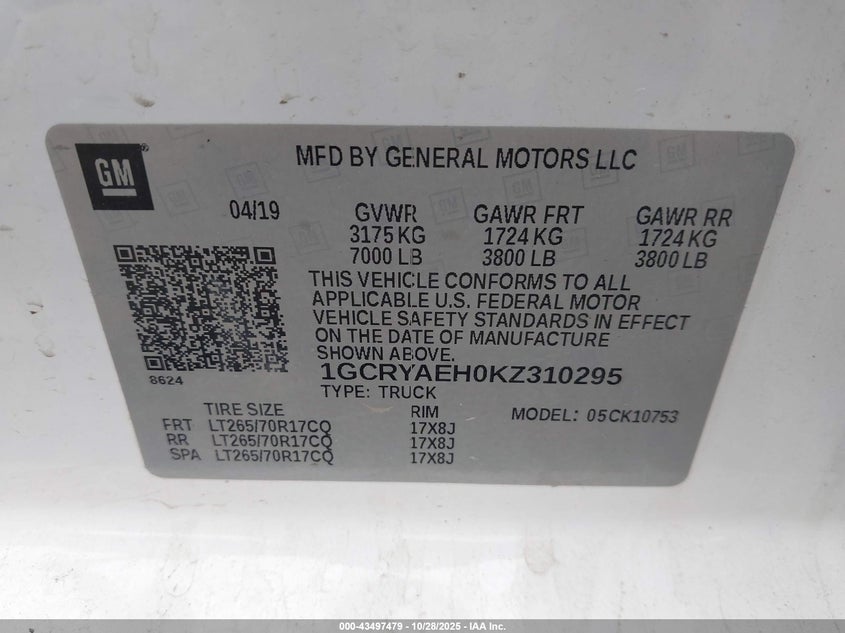 GM
MFD BY GENERAL MOTORS LLC
04/19 GVWR GAWR FRT GAWR RR
3175 KG 1724 KG 1724 KG
7000 LB 3800 LB 3800 LB
THIS VEHICLE CONFORMS TO ALL
APPLICABLE U.S. FEDERAL MOTOR
VEHICLE SAFETY STANDARDS IN EFFECT
ON THE DATE OF MANUFACTURE
SHOWN ABOVE.
1GCRYAEH0KZ310295
8624
TYPE: TRUCK
TIRE SIZE RIM MODEL: 05CK10753
FRT LT265/70R17CQ 17X8J
RR LT265/70R17CQ 17X8J
SPA LT265/70R17CQ 17X8J
000-43497479 - 10/28/2025 - IAA Inc.